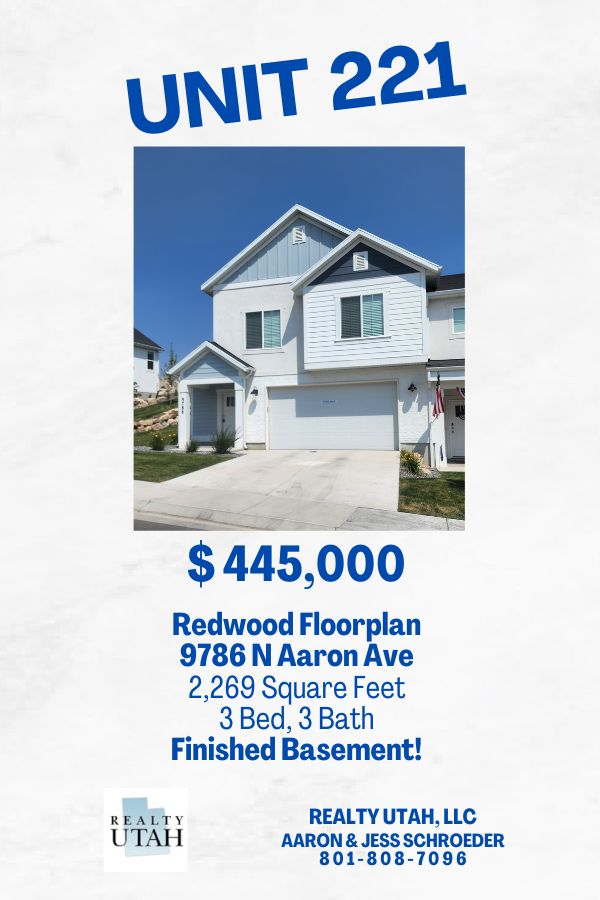 UNIT 221
9786
$ 445,000
Redwood Floorplan
9786 N Aaron Ave
2,269 Square Feet
3 Bed, 3 Bath
Finished Basement!
REALTY
UTAH
REALTY UTAH, LLC
AARON & JESS SCHROEDER
801-808-7096